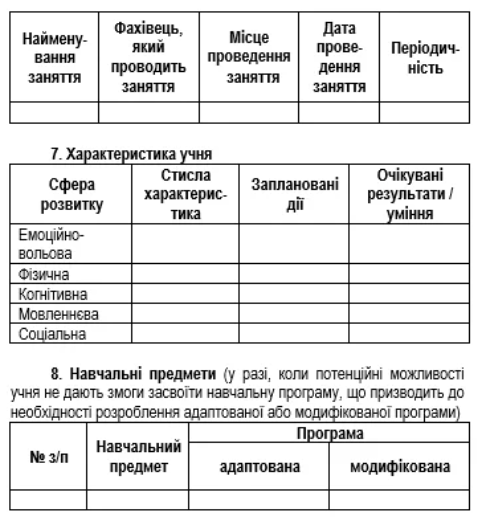 Наймену-
вання
заняття
Фахівець,
який
проводить
заняття
Місце
проведення
заняття
Дата
прове-
дення
заняття
Періодич-
ність
7. Характеристика учня
Сфера
розвитку
Стисла
характерис-
тика
Заплановані
дії
Очікувані
результати /
уміння
Емоційно-
вольова
Фізична
Когнітивна
Мовленнєва
Соціальна
8. Навчальні предмети (у разі, коли потенційні можливості
учня не дають змоги засвоїти навчальну програму, що призводить до
необхідності розроблення адаптованої або модифікованої програми)
№ з/п
Навчальний
предмет
Програма
адаптована
модифікована